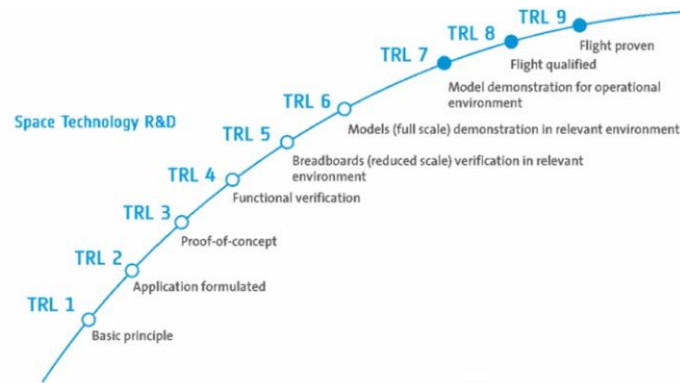 TRL 9
Flight proven
TRL 8
Flight qualified
TRL 7
Model demonstration for operational
environment
TRL 6
Models (full scale) demonstration in relevant environment
Space Technology R&D
TRL 5
Breadboards (reduced scale) verification in relevant
environment
TRL 4
Functional verification
TRL 3
Proof-of-concept
TRL 2
Application formulated
TRL 1
Basic principle